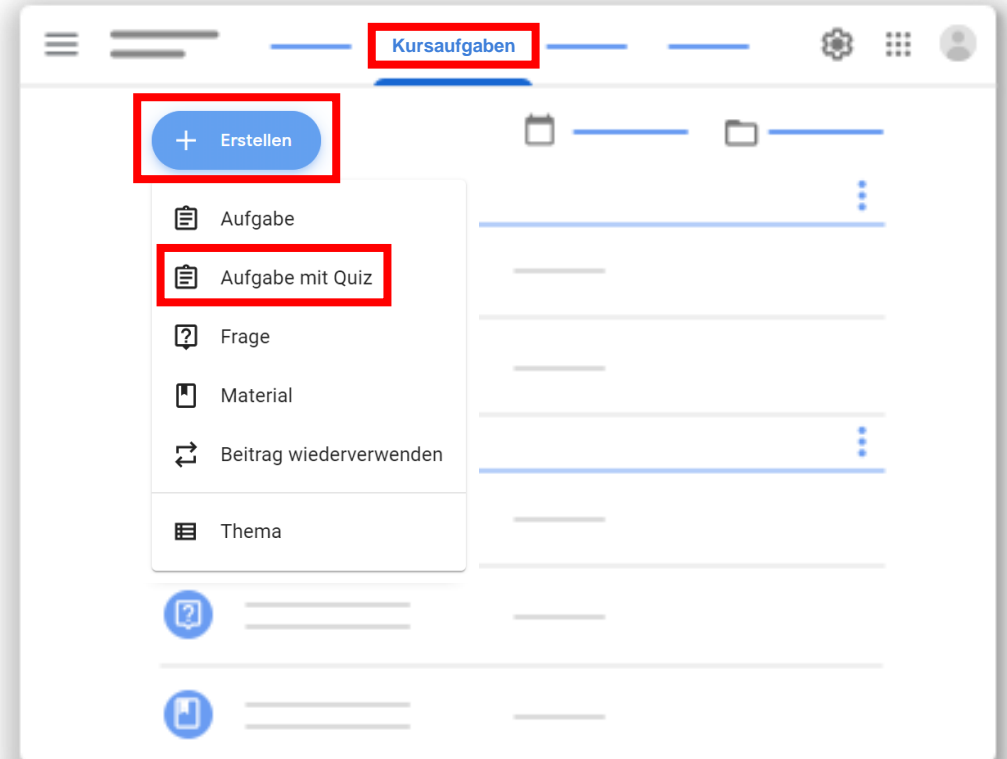 Kursaufgaben
Erstellen
Aufgabe
Aufgabe mit Quiz
Frage
Material
Beitrag wiederverwenden
Thema